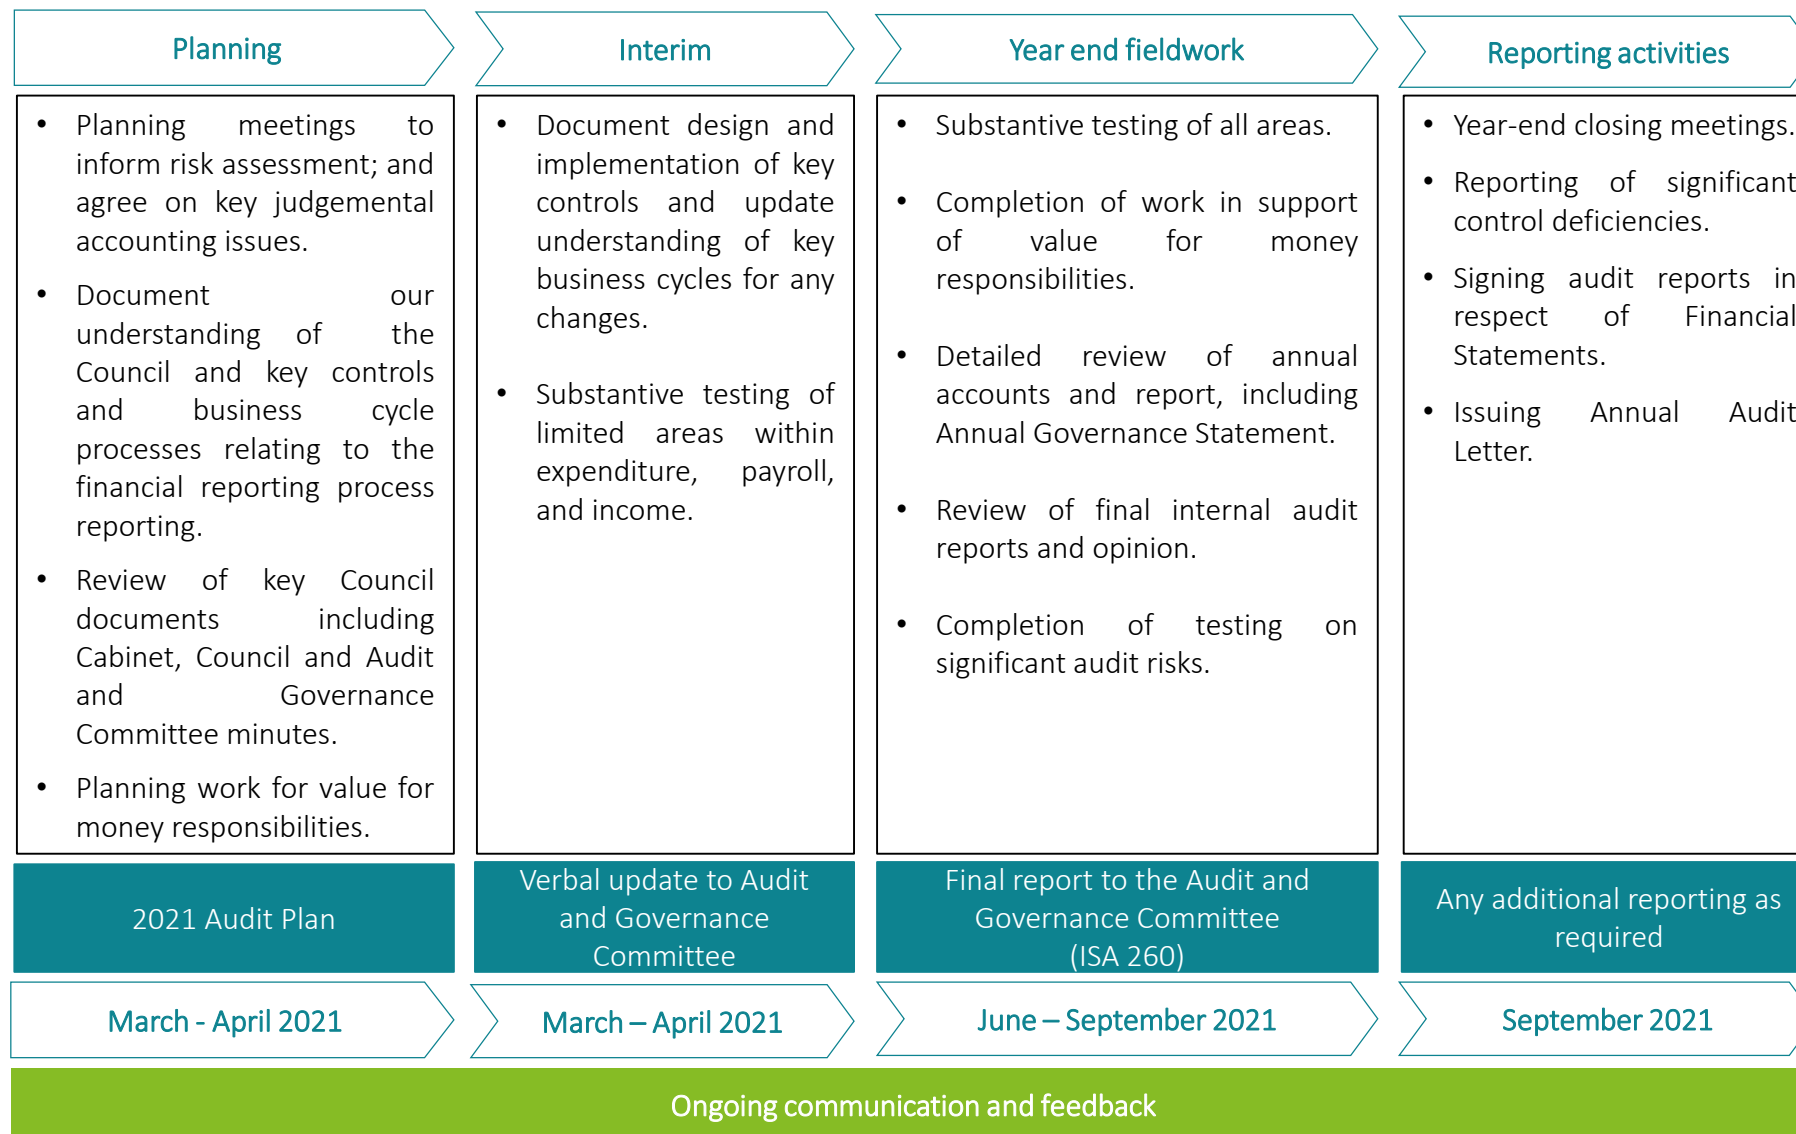 Planning
Planning meetings to
inform risk assessment; and
agree on key judgemental
accounting issues.
Document our
understanding of the
Council and key controls
and business cycle
processes relating to the
financial reporting process
reporting.
Review of key Council
documents including
Cabinet, Council and Audit
and Governance
Committee minutes.
Planning work for value for
money responsibilities.
2021 Audit Plan
March - April 2021
Interim
Document design and
implementation of key
controls and update
understanding of key
business cycles for any
changes.
Substantive testing of
limited areas within
expenditure, payroll,
and income.
Verbal update to Audit
and Governance
Committee
March – April 2021
Year end fieldwork
Substantive testing of all areas.
Completion of work in support
of value for money
responsibilities.
Detailed review of annual
accounts and report, including
Annual Governance Statement.
Review of final internal audit
reports and opinion.
Completion of testing on
significant audit risks.
Final report to the Audit and
Governance Committee
(ISA 260)
June – September 2021
Reporting activities
Year-end closing meetings.
Reporting of significant
control deficiencies.
Signing audit reports in
respect of Financial
Statements.
Issuing Annual Audit
Letter.
Any additional reporting as
required
September 2021
Ongoing communication and feedback